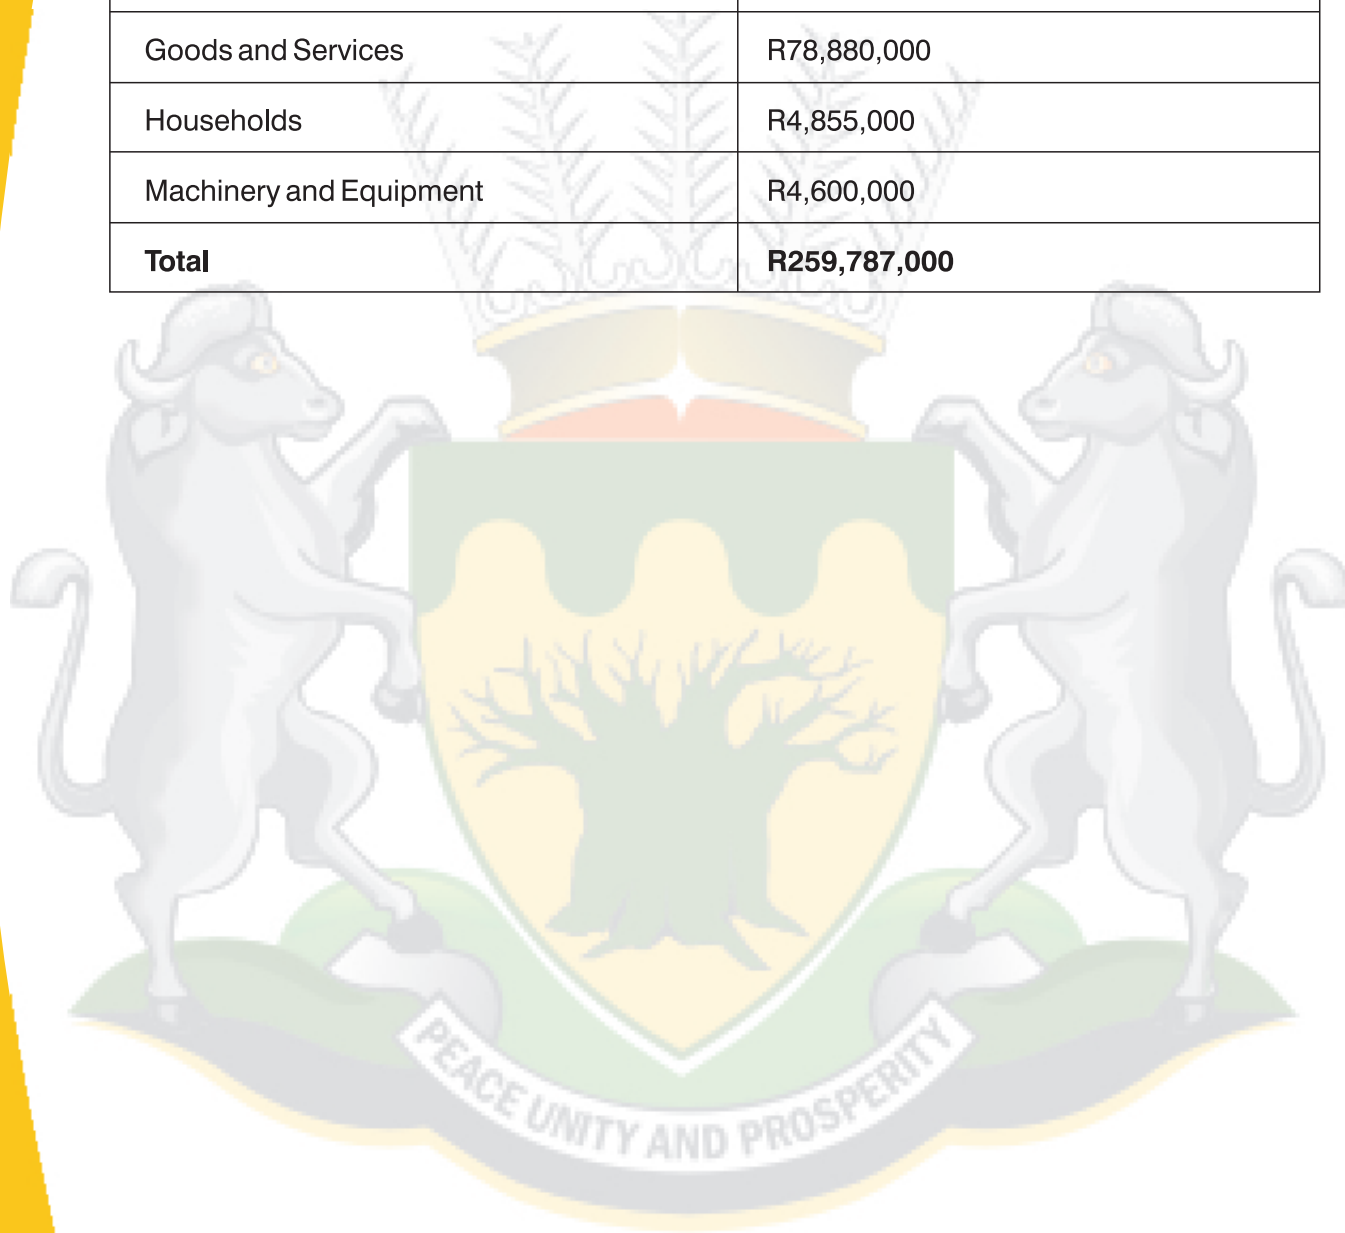 Goods and Services R78,880,000
Households R4,855,000
Machinery and Equipment R4,600,000
Total R259,787,000
PEACE UNITY AND PROSPERITY